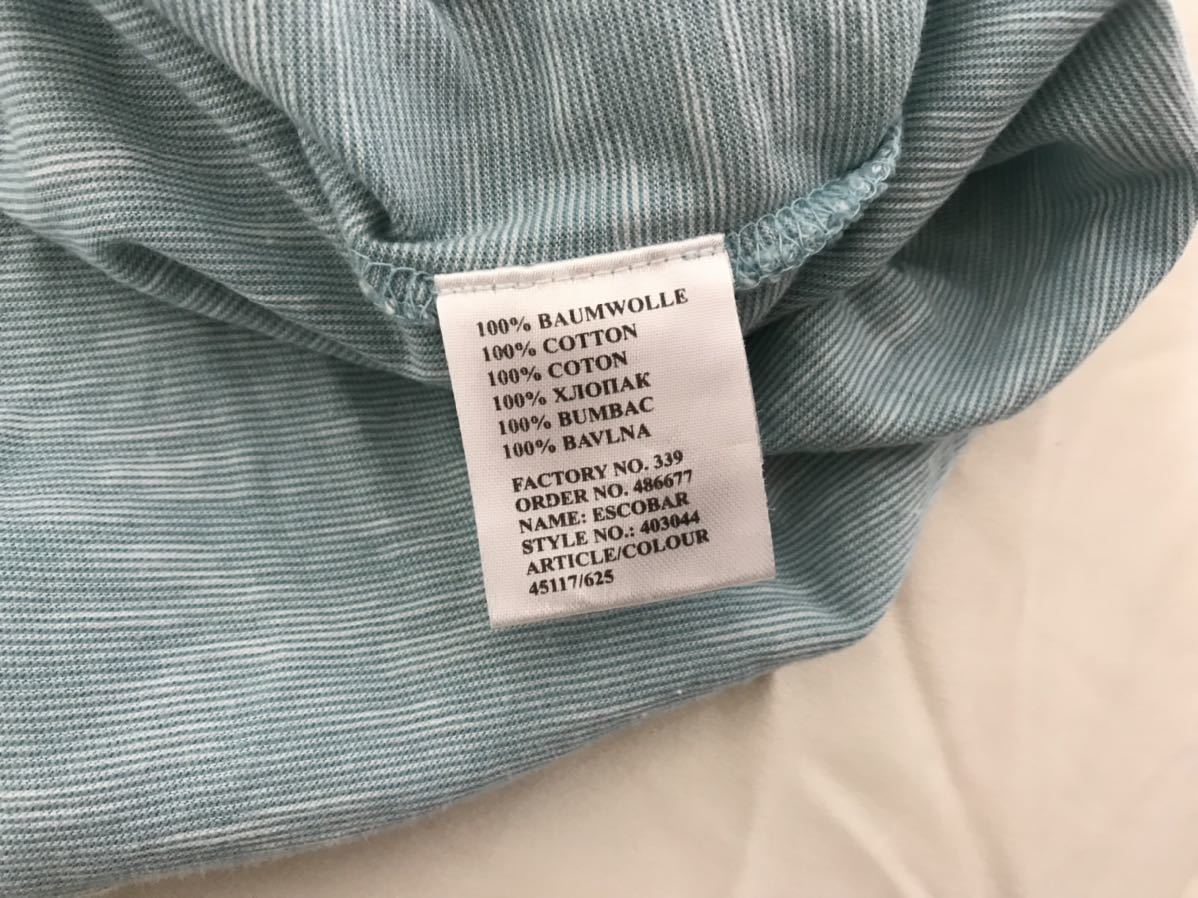 100% BAUMWOLLE
100% COTTON
100% COTON
100% ХЛОПАК
100% BUMBAC
100% BAVLNA
FACTORY NO. 339
ORDER NO. 486677
NAME: ESCOBAR
STYLE NO.: 403044
ARTICLE/COLOUR
45117/625